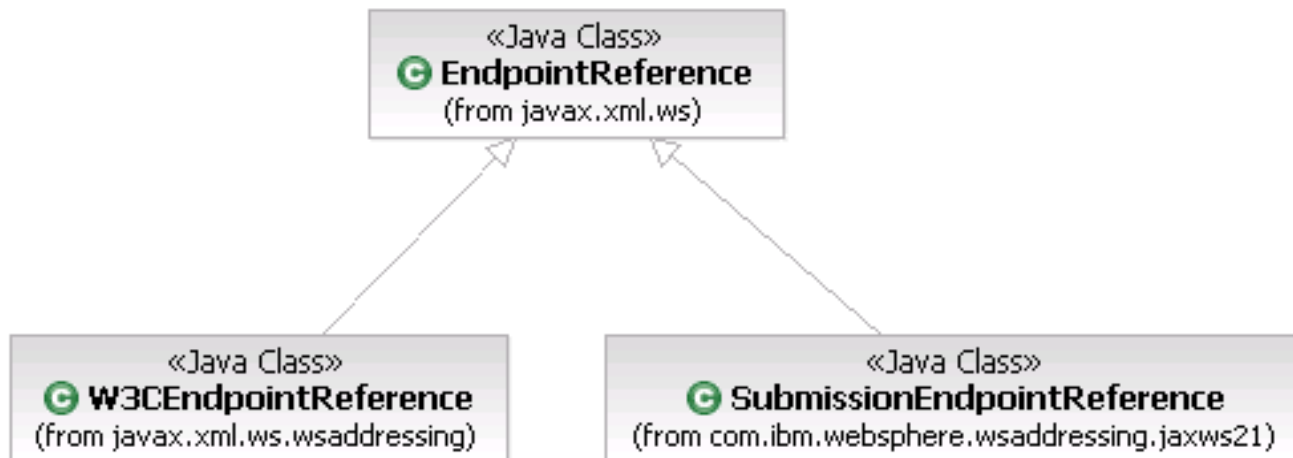 «Java Class»
EndpointReference
(from javax.xml.ws)
«Java Class»
W3CEndpointReference
(from javax.xml.ws.wsaddressing)
«Java Class»
SubmissionEndpointReference
(from com.ibm.websphere.wsaddressing.jaxws21)